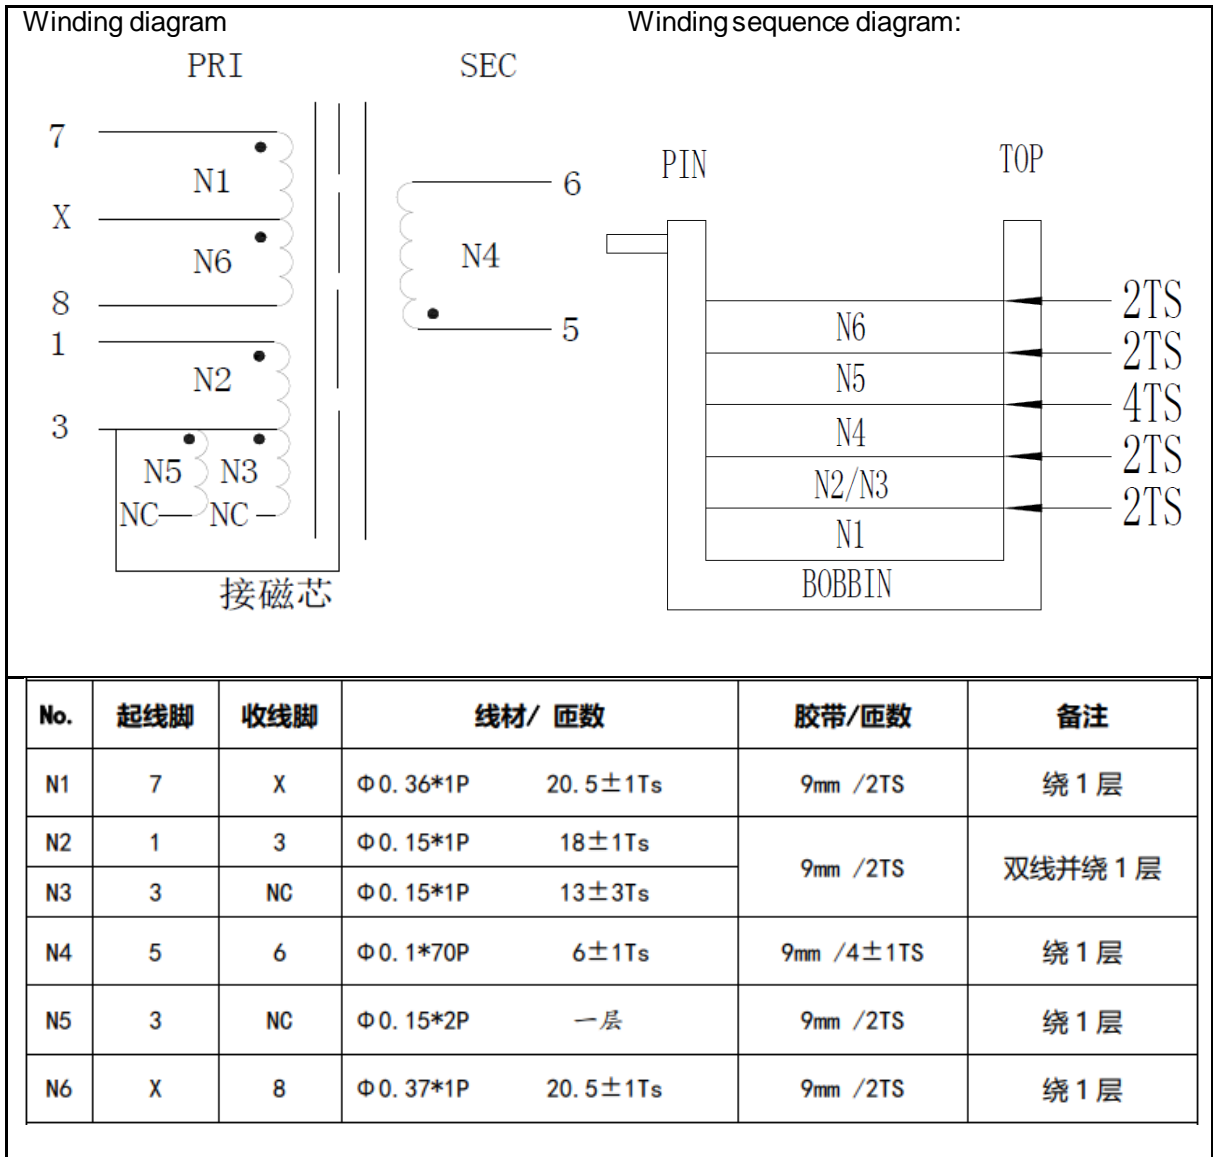 Winding diagram
Winding sequence diagram:
PRI
SEC
7
N1
X
N6
8
1
N2
3
N5
N3
NC
NC
接磁芯
6
N4
5
PIN
TOP
2TS
N6
2TS
N5
4TS
N4
2TS
N2/N3
2TS
N1
BOBBIN
No. 起线脚 收线脚 线材/ 匝数 胶带/匝数 备注
N1 7 X Φ0.36*1P 20.5±1Ts 9mm /2TS 绕1层
N2 1 3 Φ0.15*1P 18±1Ts 9mm /2TS 双线并绕1层
N3 3 NC Φ0.15*1P 13±3Ts
N4 5 6 Φ0.1*70P 6±1Ts 9mm /4±1TS 绕1层
N5 3 NC Φ0.15*2P 一层 9mm /2TS 绕1层
N6 X 8 Φ0.37*1P 20.5±1Ts 9mm /2TS 绕1层